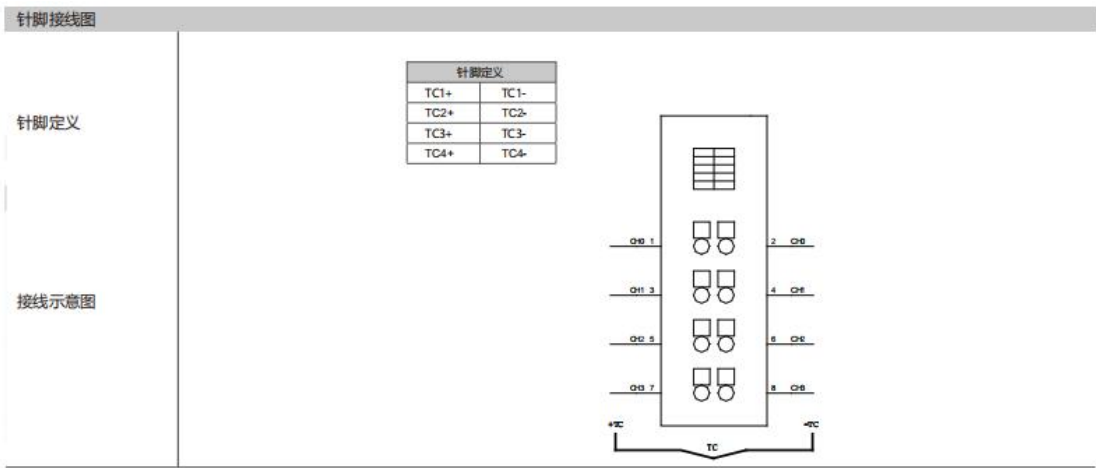 针脚接线图
针脚定义
针脚定义
TC1+ TC1-
TC2+ TC2-
TC3+ TC3-
TC4+ TC4-
接线示意图
CH0 1 2 CH0
CH1 3 4 CH1
CH2 5 6 CH2
CH3 7 8 CH3
+TC -TC
TC